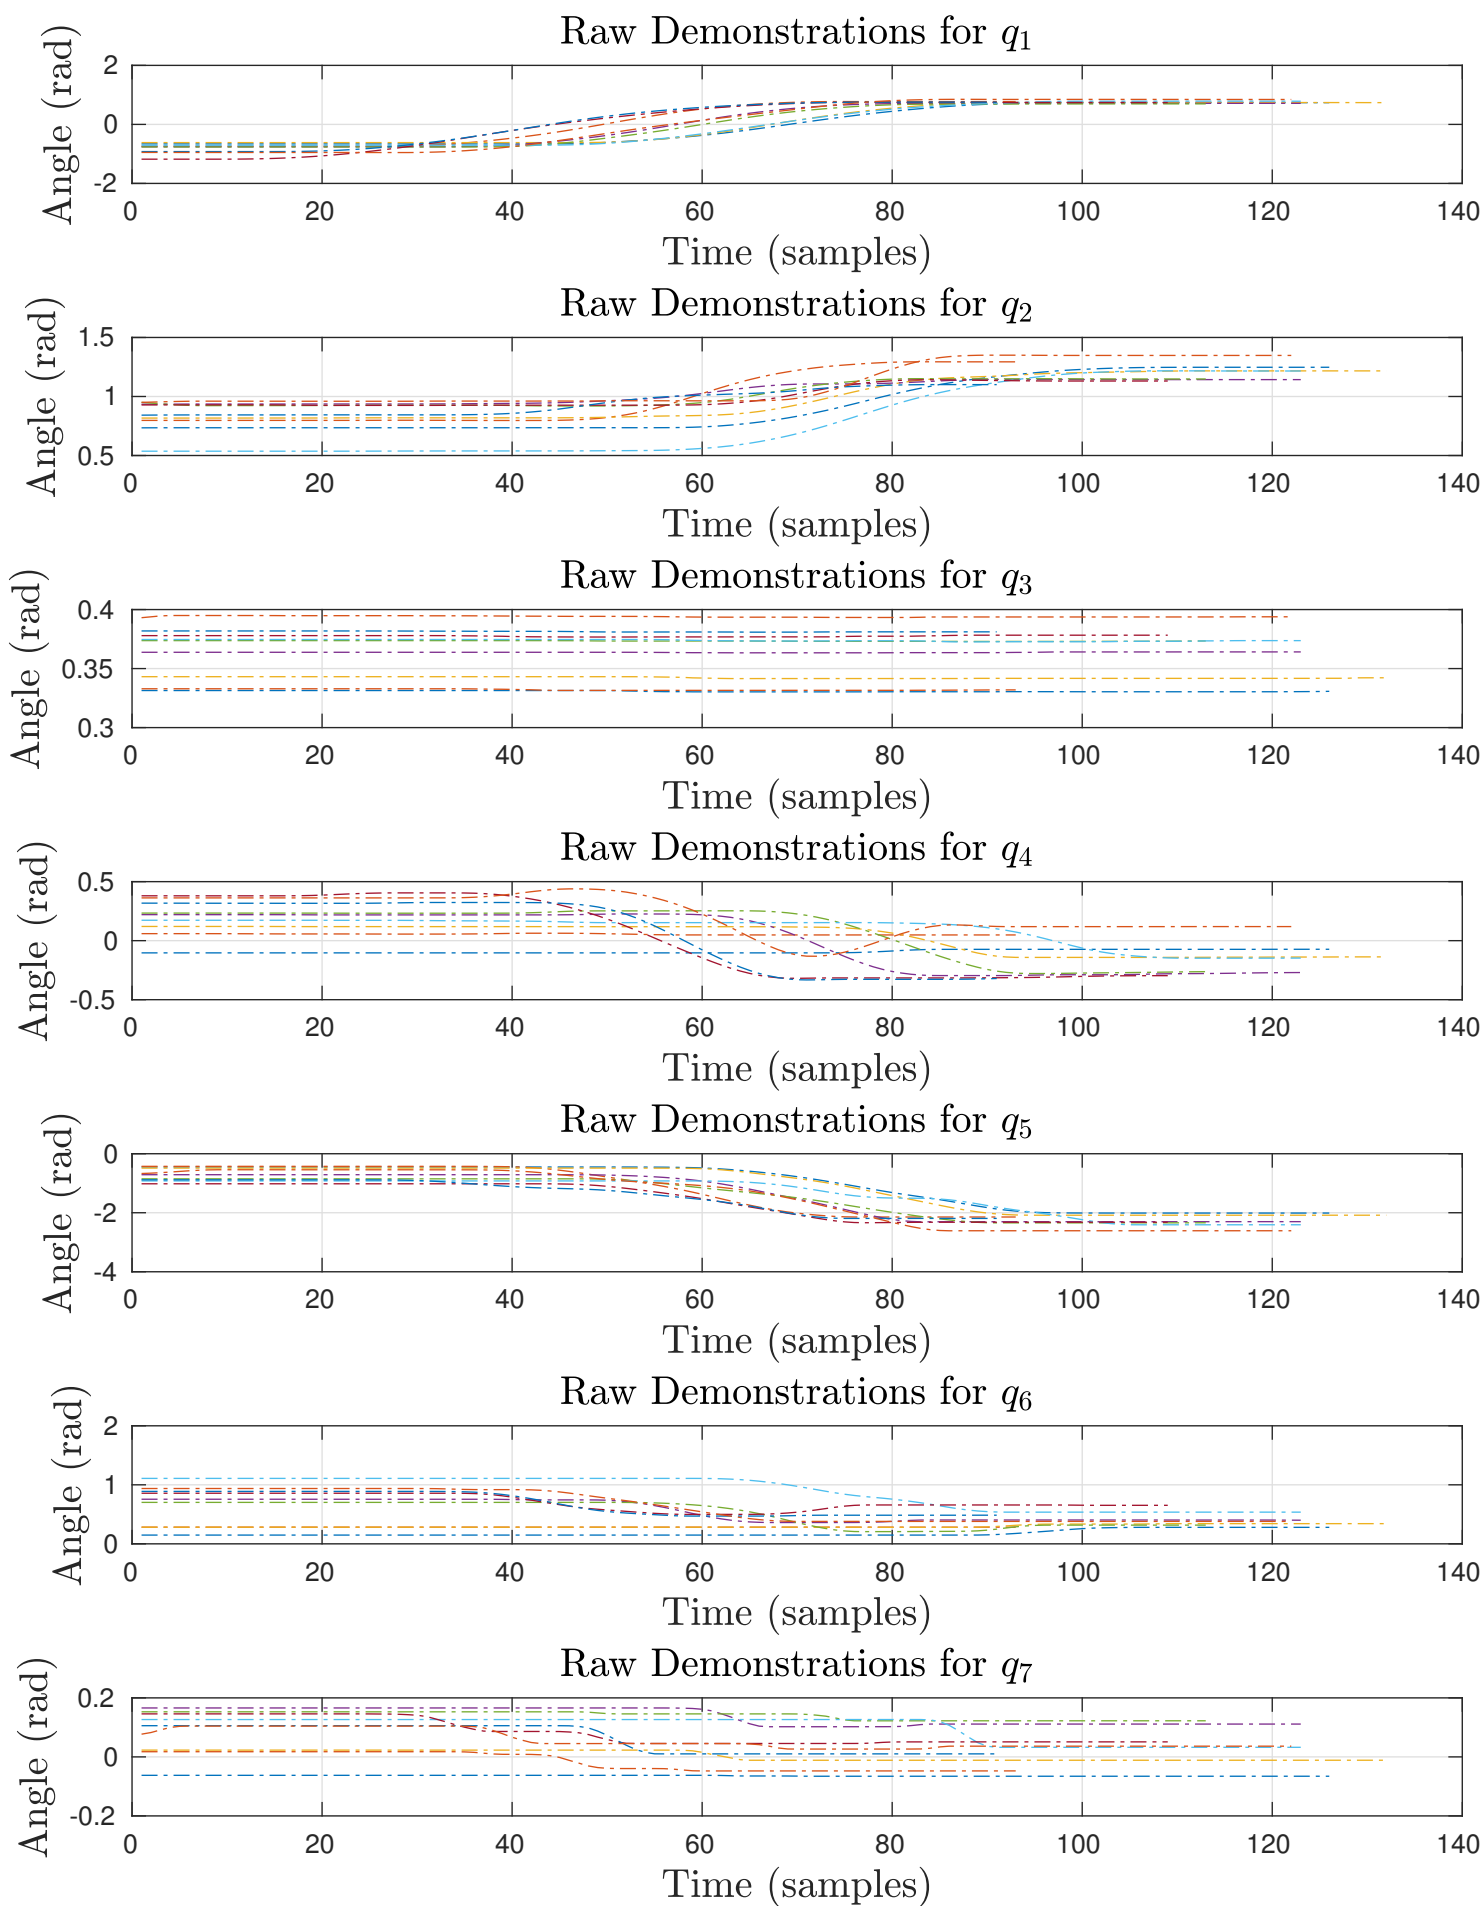 Raw Demonstrations for q1
Angle (rad)
2
0
-2
0 20 40 60 80 100 120 140
Time (samples)
Raw Demonstrations for q2
Angle (rad)
1.5
1
0.5
0 20 40 60 80 100 120 140
Time (samples)
Raw Demonstrations for q3
Angle (rad)
0.4
0.35
0.3
0 20 40 60 80 100 120 140
Time (samples)
Raw Demonstrations for q4
Angle (rad)
0.5
0
-0.5
0 20 40 60 80 100 120 140
Time (samples)
Raw Demonstrations for q5
Angle (rad)
0
-2
-4
0 20 40 60 80 100 120 140
Time (samples)
Raw Demonstrations for q6
Angle (rad)
2
1
0
0 20 40 60 80 100 120 140
Time (samples)
Raw Demonstrations for q7
Angle (rad)
0.2
0
-0.2
0 20 40 60 80 100 120 140
Time (samples)